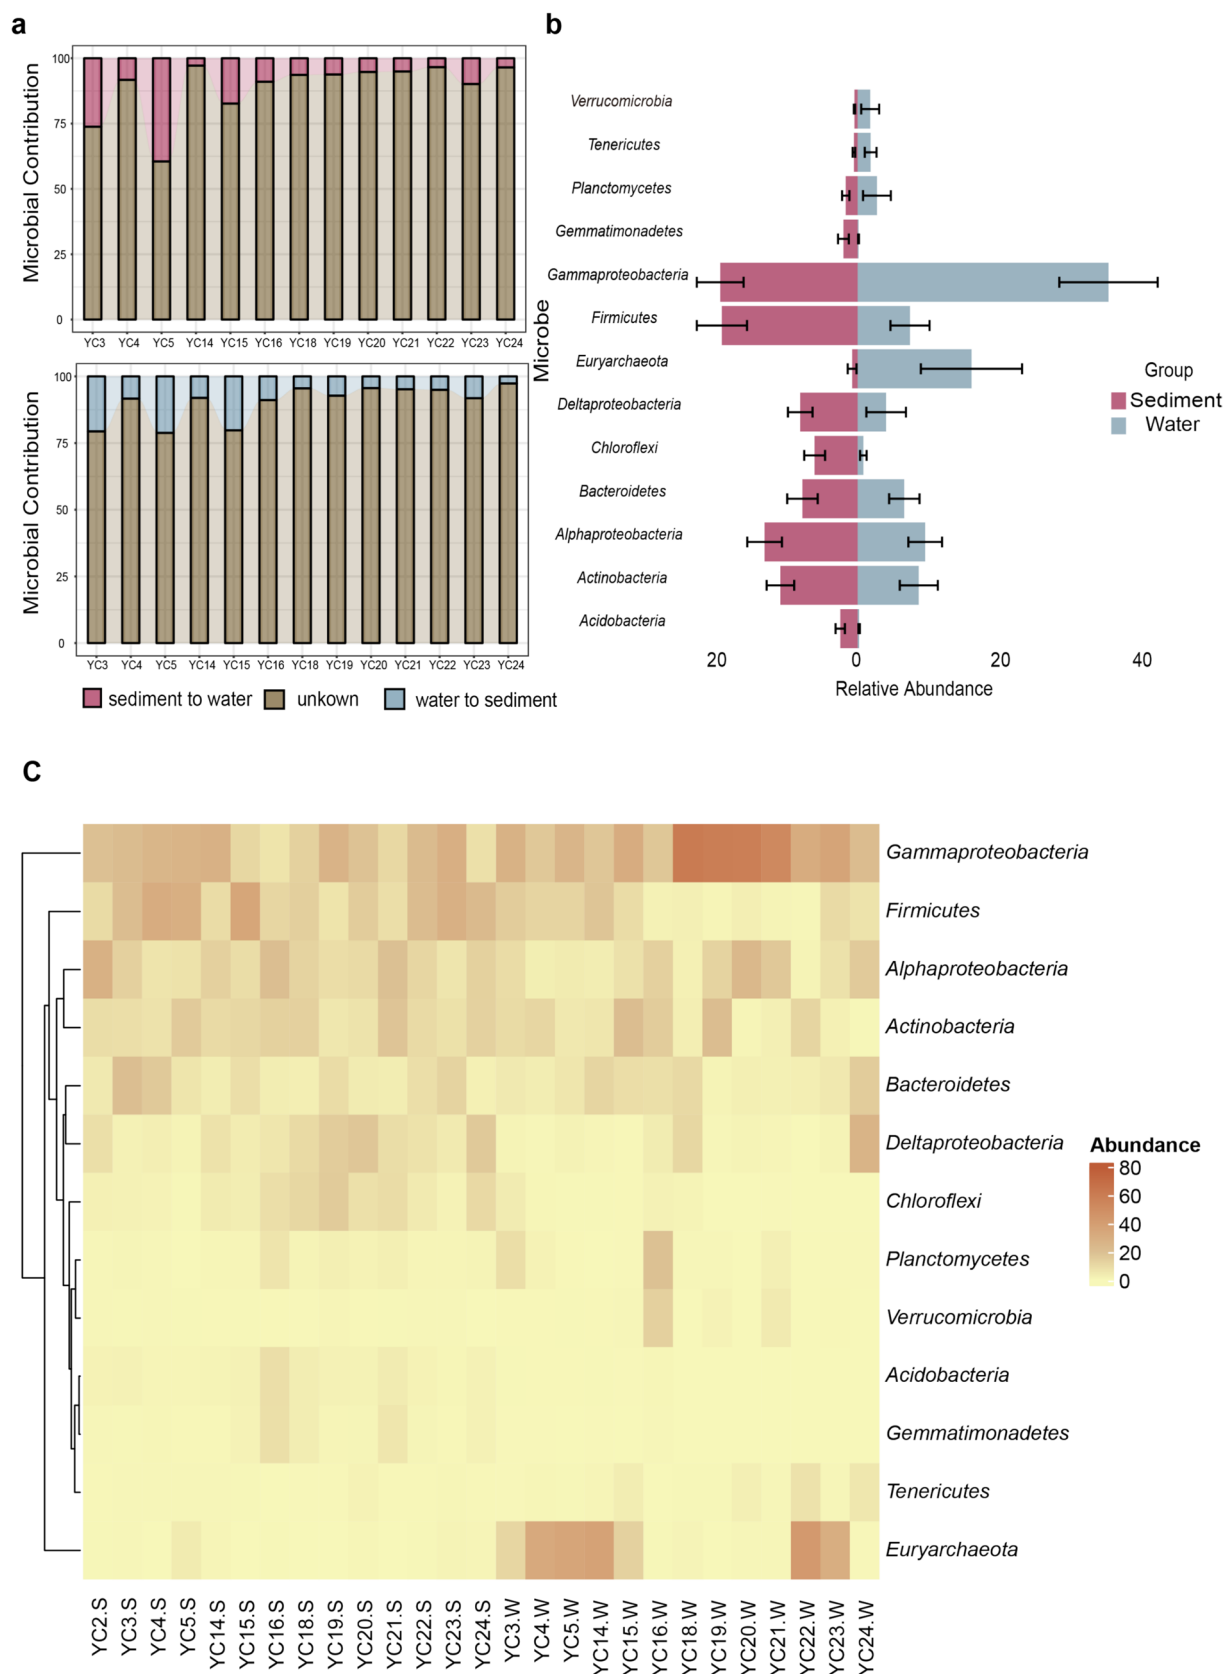 a
Microbial Contribution
100
75
50
25
0
YC3 YC4 YC5 YC14 YC15 YC16 YC18 YC19 YC20 YC21 YC22 YC23 YC24
Microbial Contribution
100
75
50
25
0
YC3 YC4 YC5 YC14 YC15 YC16 YC18 YC19 YC20 YC21 YC22 YC23 YC24
sediment to water unkown water to sediment
b
Microbe
Verrucomicrobia
Tenericutes
Planctomycetes
Gemmatimonadetes
Gammaproteobacteria
Firmicutes
Euryarchaeota
Deltaproteobacteria
Chloroflexi
Bacteroidetes
Alphaproteobacteria
Actinobacteria
Acidobacteria
20 0 20 40
Relative Abundance
Group
Sediment
Water
C
Gammaproteobacteria
Firmicutes
Alphaproteobacteria
Actinobacteria
Bacteroidetes
Deltaproteobacteria
Chloroflexi
Planctomycetes
Verrucomicrobia
Acidobacteria
Gemmatimonadetes
Tenericutes
Euryarchaeota
YC2.S YC3.S YC4.S YC5.S YC14.S YC15.S YC16.S YC18.S YC19.S YC20.S YC21.S YC22.S YC23.S YC24.S YC3.W YC4.W YC5.W YC14.W YC15.W YC16.W YC18.W YC19.W YC20.W YC21.W YC22.W YC23.W YC24.W
Abundance
80
60
40
20
0